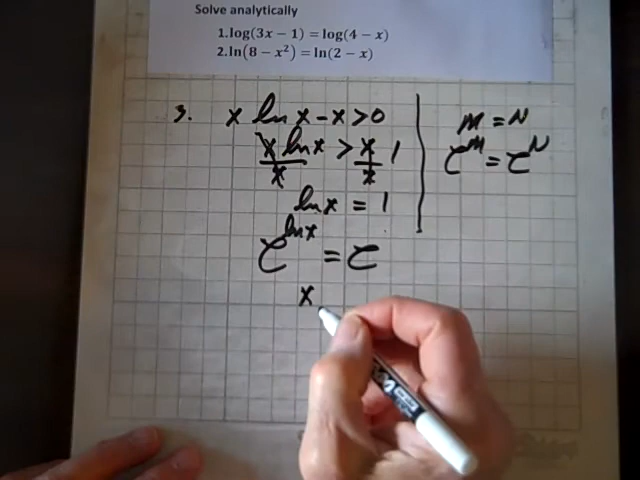 Solve analytically
1.log(3x − 1) = log(4 − x)
2.ln(8 − x²) = ln(2 − x)
3. x ln x - x > 0
x ln x / x > x / x 1
ln x = 1
e^ln x = e
x
M = N
e^M = e^N